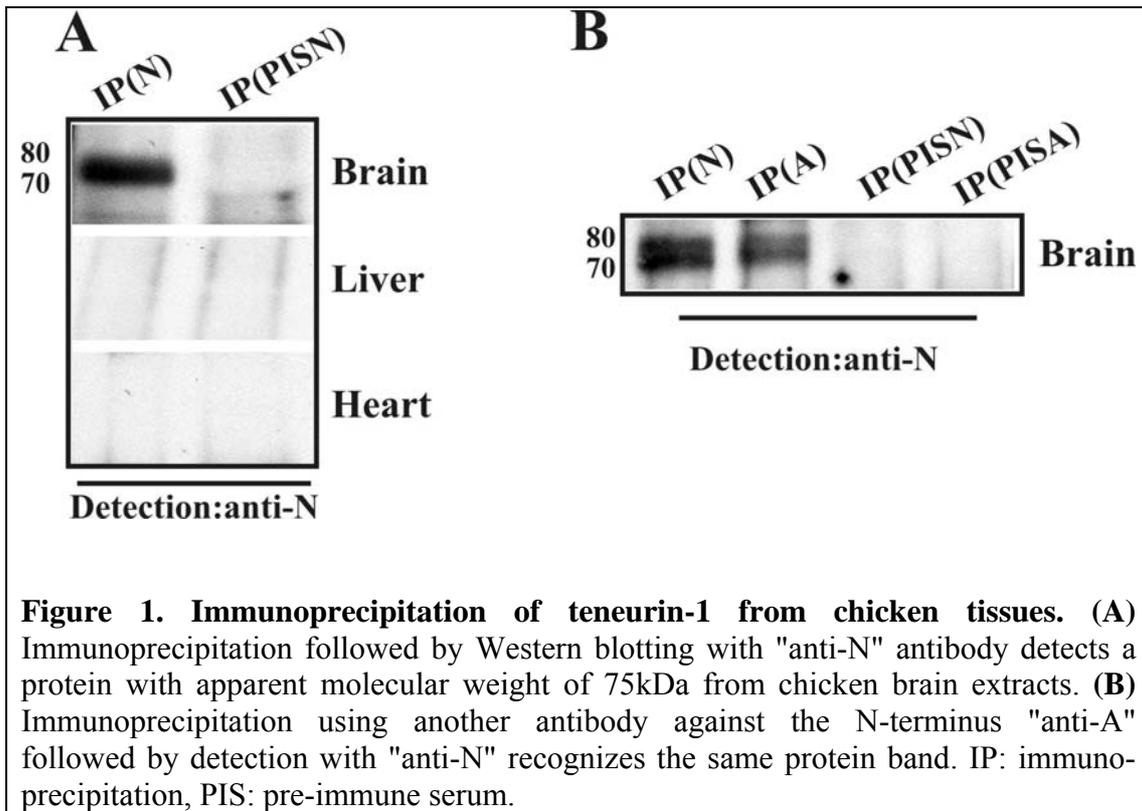 A
IP(N) IP(PISN)
80
70
Brain
Liver
Heart
Detection:anti-N
B
IP(N) IP(A) IP(PISN) IP(PISA)
80
70
Brain
Detection:anti-N
Figure 1. Immunoprecipitation of teneurin-1 from chicken tissues. (A)
Immunoprecipitation followed by Western blotting with "anti-N" antibody detects a
protein with apparent molecular weight of 75kDa from chicken brain extracts. (B)
Immunoprecipitation using another antibody against the N-terminus "anti-A"
followed by detection with "anti-N" recognizes the same protein band. IP: immuno-
precipitation, PIS: pre-immune serum.